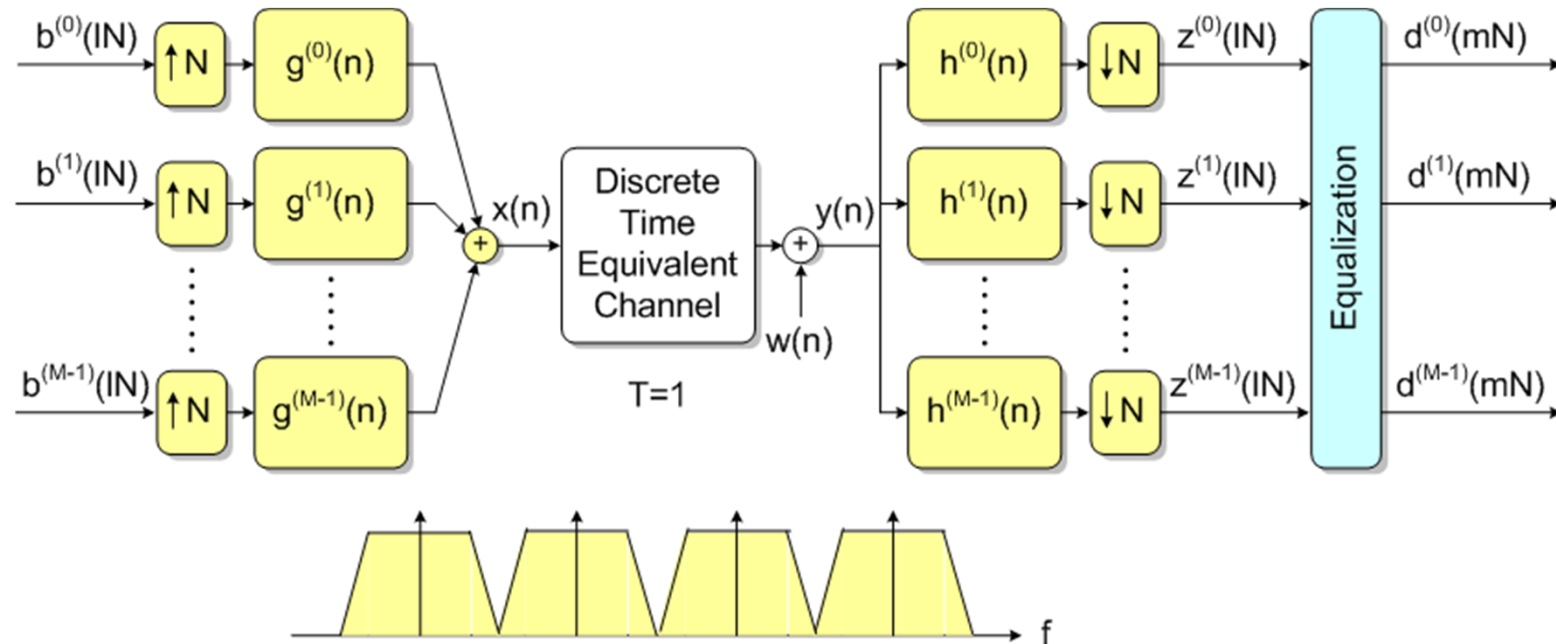 b(0)(lN)
↑N
g(0)(n)
h(0)(n)
↓N
z(0)(lN)
d(0)(mN)
b(1)(lN)
↑N
g(1)(n)
x(n)
Discrete
Time
Equivalent
Channel
+
+
y(n)
w(n)
T=1
h(1)(n)
↓N
z(1)(lN)
d(1)(mN)
Equalization
b(M-1)(lN)
↑N
g(M-1)(n)
h(M-1)(n)
↓N
z(M-1)(lN)
d(M-1)(mN)
f